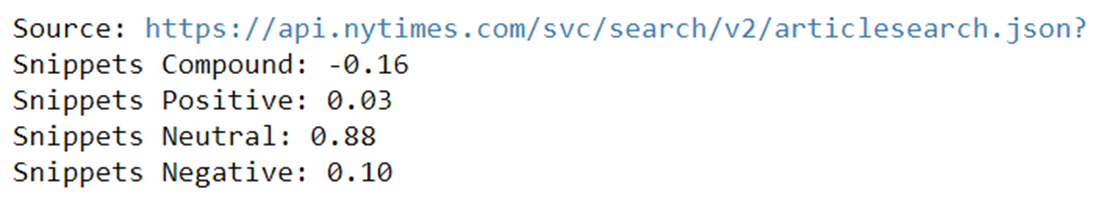 Source: https://api.nytimes.com/svc/search/v2/articlesearch.json?
Snippets Compound: -0.16
Snippets Positive: 0.03
Snippets Neutral: 0.88
Snippets Negative: 0.10